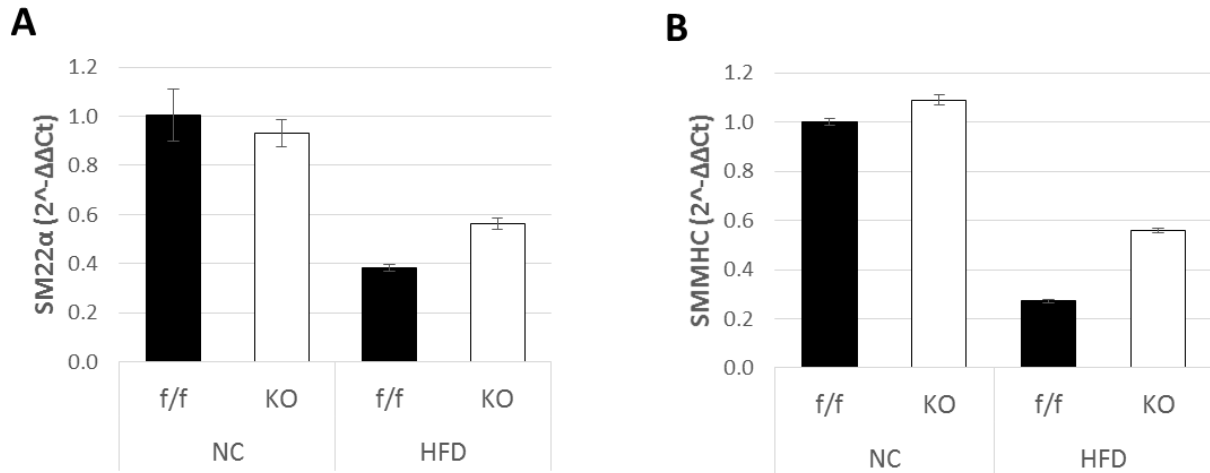 A
SM22α (2^-ΔΔCt)
1.2
1.0
0.8
0.6
0.4
0.2
0.0
f/f KO f/f KO
NC HFD
B
SMMHC (2^-ΔΔCt)
1.2
1.0
0.8
0.6
0.4
0.2
0.0
f/f KO f/f KO
NC HFD